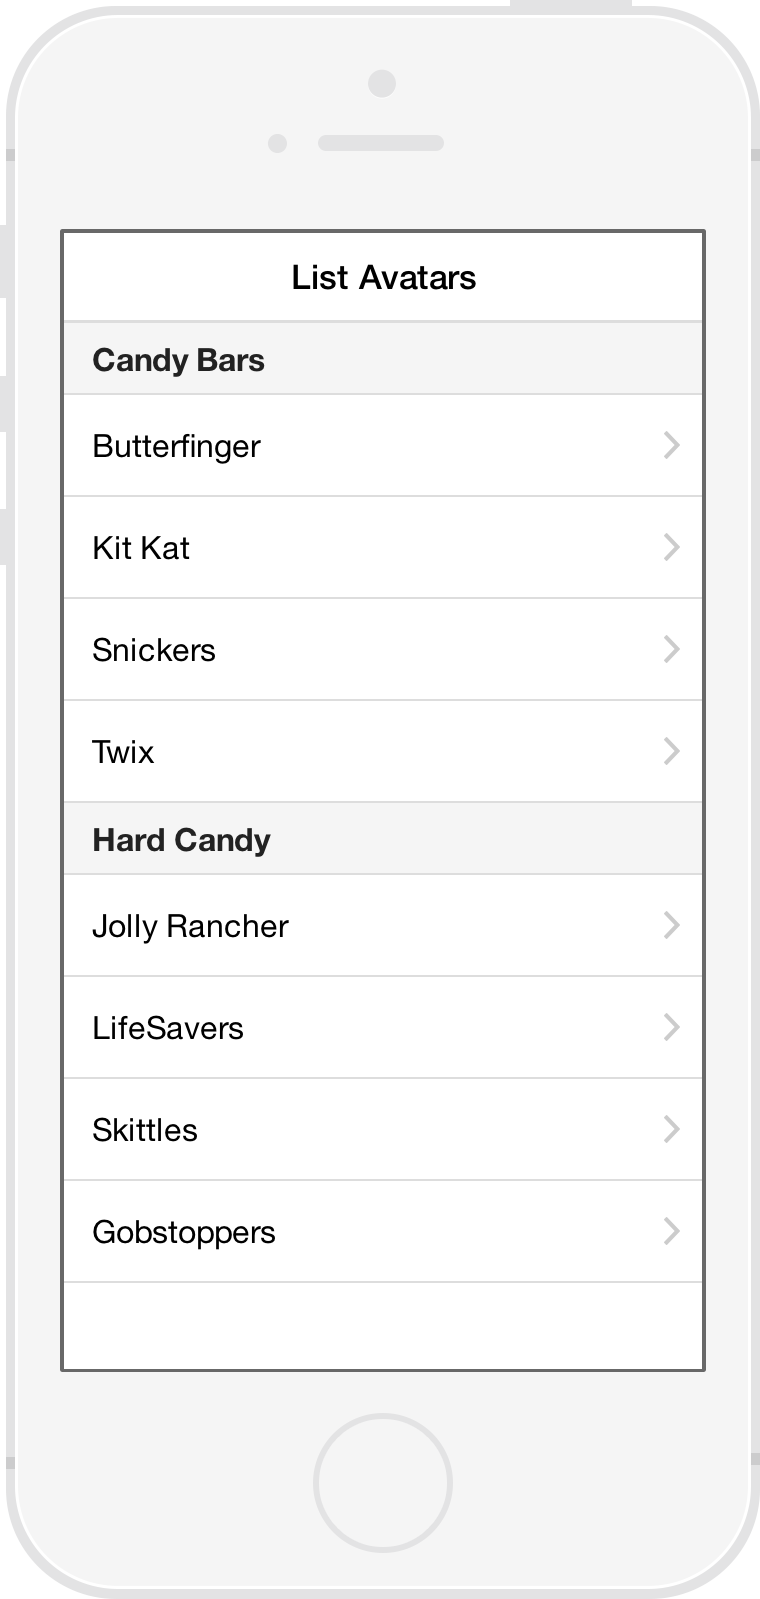 List Avatars
Candy Bars
Butterfinger
Kit Kat
Snickers
Twix
Hard Candy
Jolly Rancher
LifeSavers
Skittles
Gobstoppers